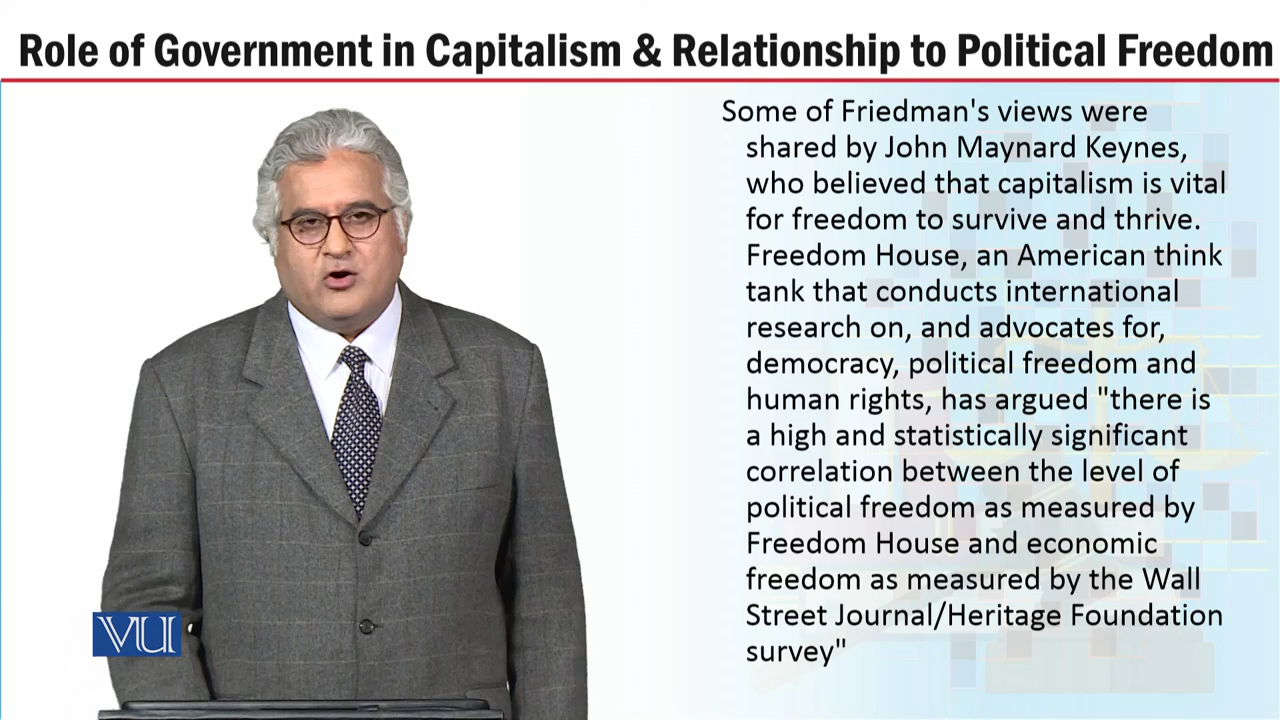 Role of Government in Capitalism & Relationship to Political Freedom
Some of Friedman's views were
shared by John Maynard Keynes,
who believed that capitalism is vital
for freedom to survive and thrive.
Freedom House, an American think
tank that conducts international
research on, and advocates for,
democracy, political freedom and
human rights, has argued "there is
a high and statistically significant
correlation between the level of
political freedom as measured by
Freedom House and economic
freedom as measured by the Wall
Street Journal/Heritage Foundation
survey"
VU